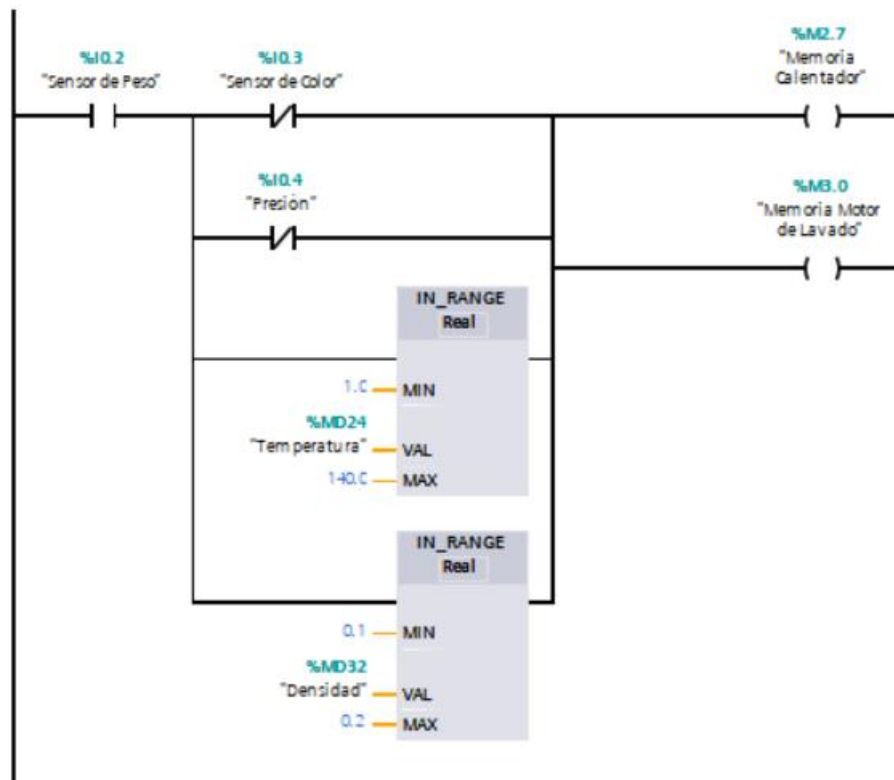 %I0.2
"Sensor de Peso"
%I0.3
"Sensor de Color"
%M2.7
"Memoria
Calentador"
%I0.4
"Presión"
%M3.0
"Memoria Motor
de Lavado"
IN_RANGE
Real
1.0
MIN
%MD24
"Temperatura"
VAL
140.0
MAX
IN_RANGE
Real
0.1
MIN
%MD32
"Densidad"
VAL
0.2
MAX